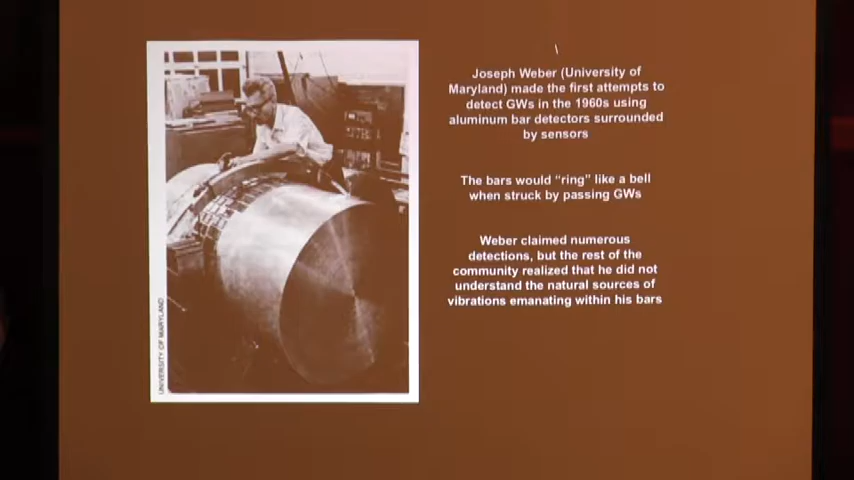 Joseph Weber (University of
Maryland) made the first attempts to
detect GWs in the 1960s using
aluminum bar detectors surrounded
by sensors
The bars would "ring" like a bell
when struck by passing GWs
Weber claimed numerous
detections, but the rest of the
community realized that he did not
understand the natural sources of
vibrations emanating within his bars
UNIVERSITY OF MARYLAND